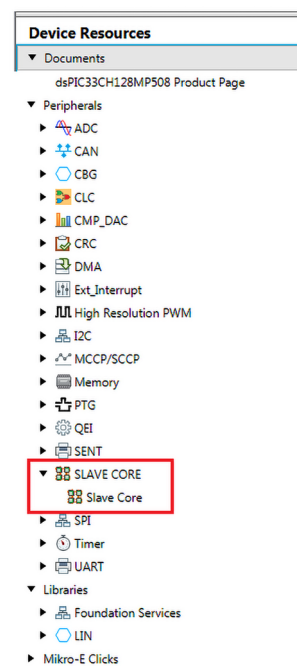 Device Resources
Documents
dsPIC33CH128MP508 Product Page
Peripherals
ADC
CAN
CBG
CLC
CMP_DAC
CRC
DMA
Ext_Interrupt
High Resolution PWM
I2C
MCCP/SCCP
Memory
PTG
QEI
SENT
SLAVE CORE
Slave Core
SPI
Timer
UART
Libraries
Foundation Services
LIN
Mikro-E Clicks